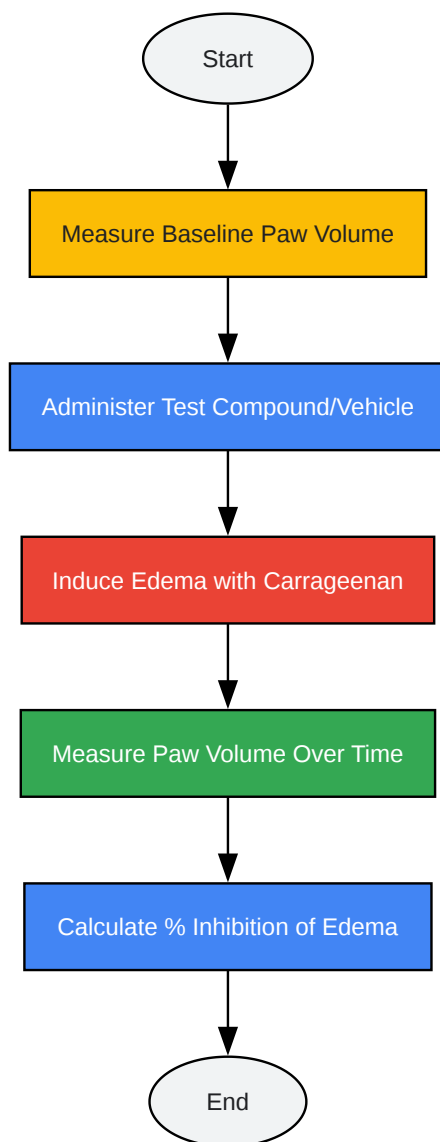 Start
Measure Baseline Paw Volume
Administer Test Compound/Vehicle
Induce Edema with Carrageenan
Measure Paw Volume Over Time
Calculate % Inhibition of Edema
End